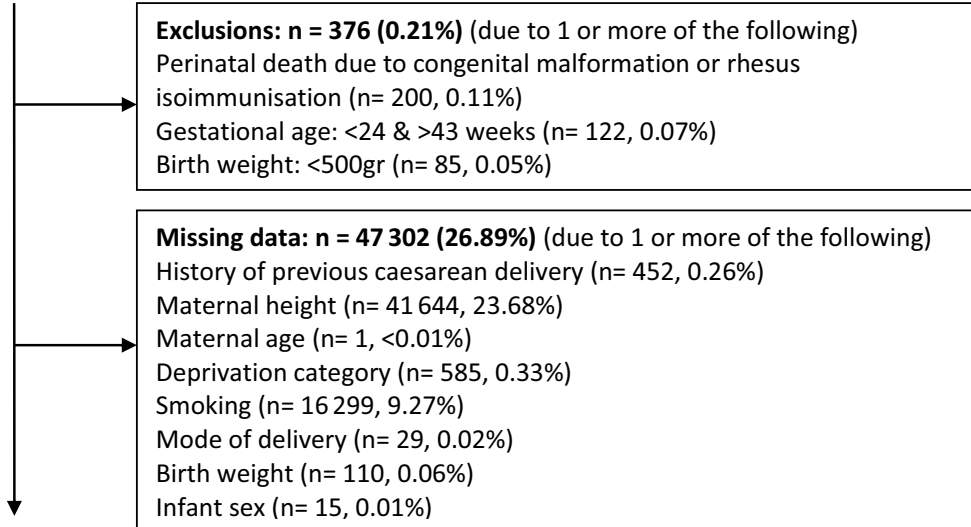 Exclusions: n = 376 (0.21%) (due to 1 or more of the following)
Perinatal death due to congenital malformation or rhesus
isoimmunisation (n= 200, 0.11%)
Gestational age: <24 & >43 weeks (n= 122, 0.07%)
Birth weight: <500gr (n= 85, 0.05%)
Missing data: n = 47 302 (26.89%) (due to 1 or more of the following)
History of previous caesarean delivery (n= 452, 0.26%)
Maternal height (n= 41 644, 23.68%)
Maternal age (n= 1, <0.01%)
Deprivation category (n= 585, 0.33%)
Smoking (n= 16 299, 9.27%)
Mode of delivery (n= 29, 0.02%)
Birth weight (n= 110, 0.06%)
Infant sex (n= 15, 0.01%)